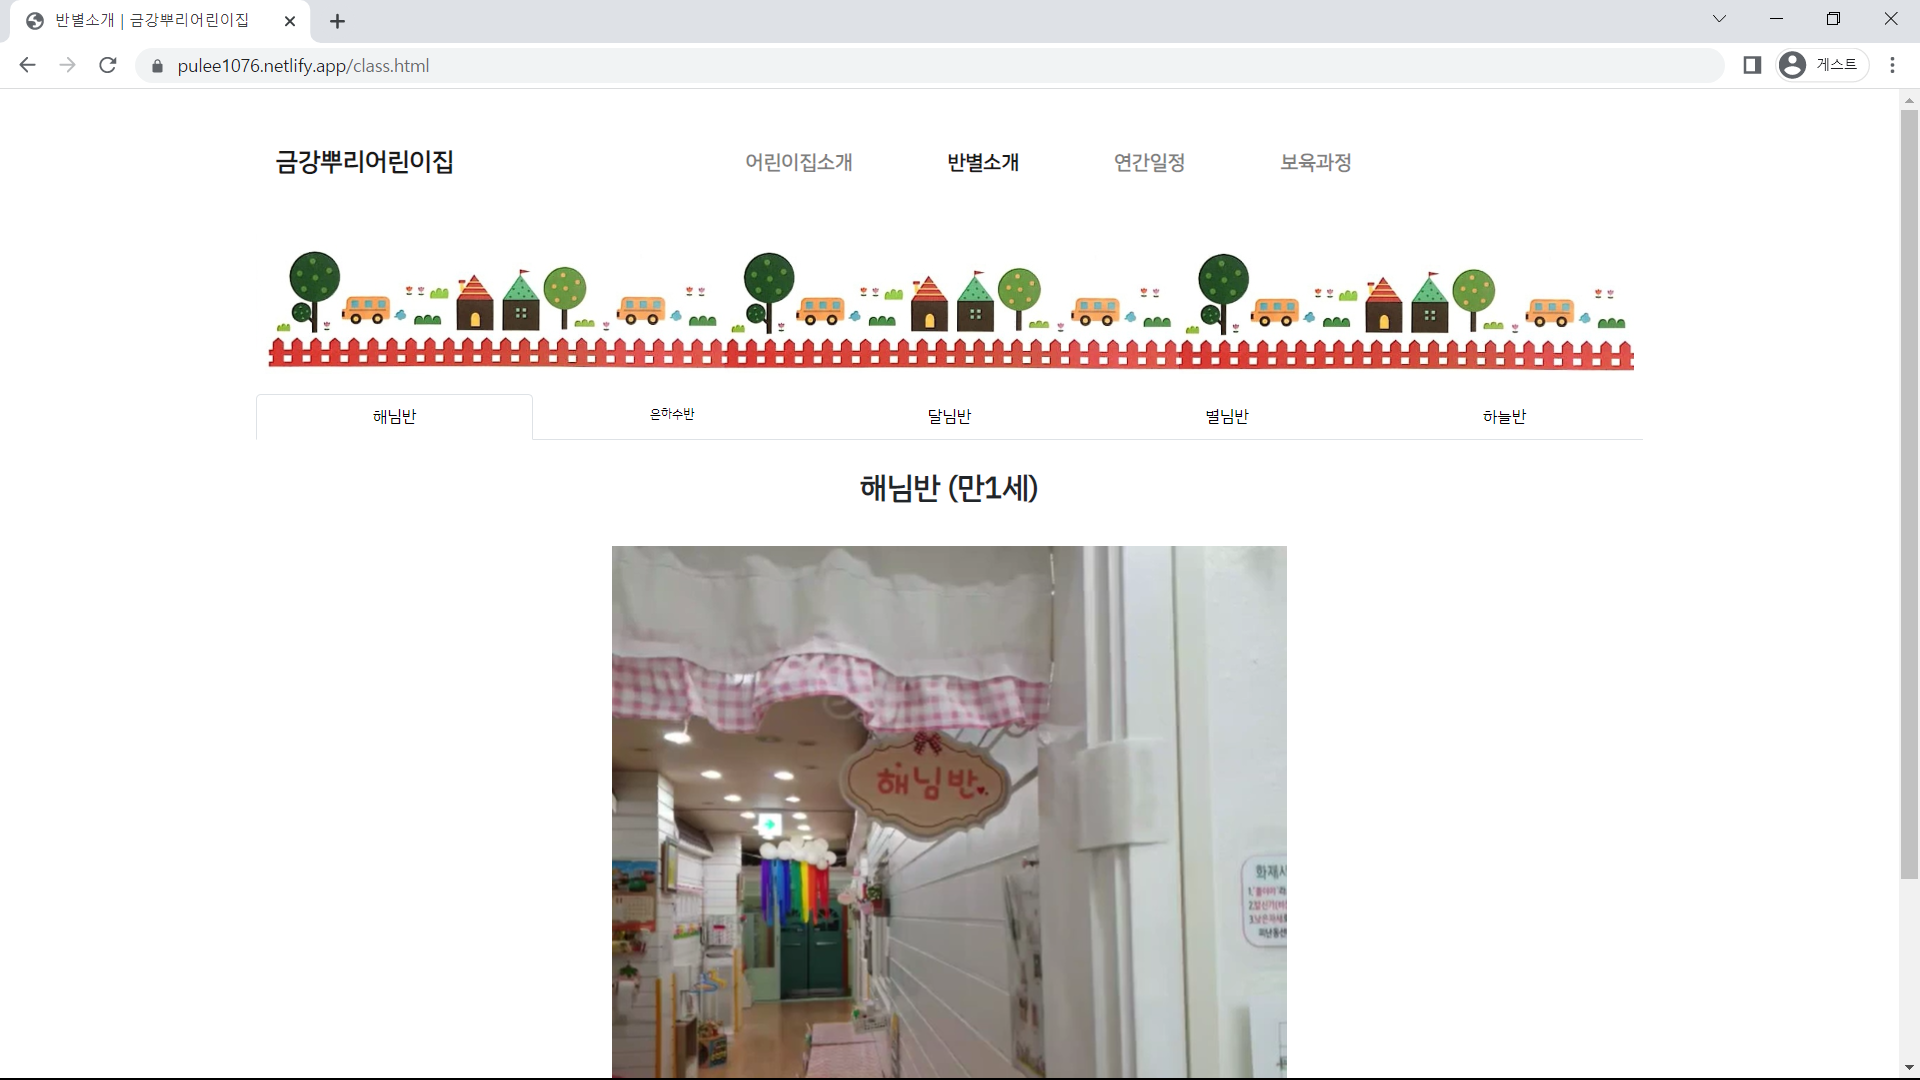 반별소개 | 금강뿌리어린이집
pulee1076.netlify.app/class.html
게스트
금강뿌리어린이집
어린이집소개 반별소개 연간일정 보육과정
해님반 은하수반 달님반 별님반 하늘반
해님반 (만1세)
해님반